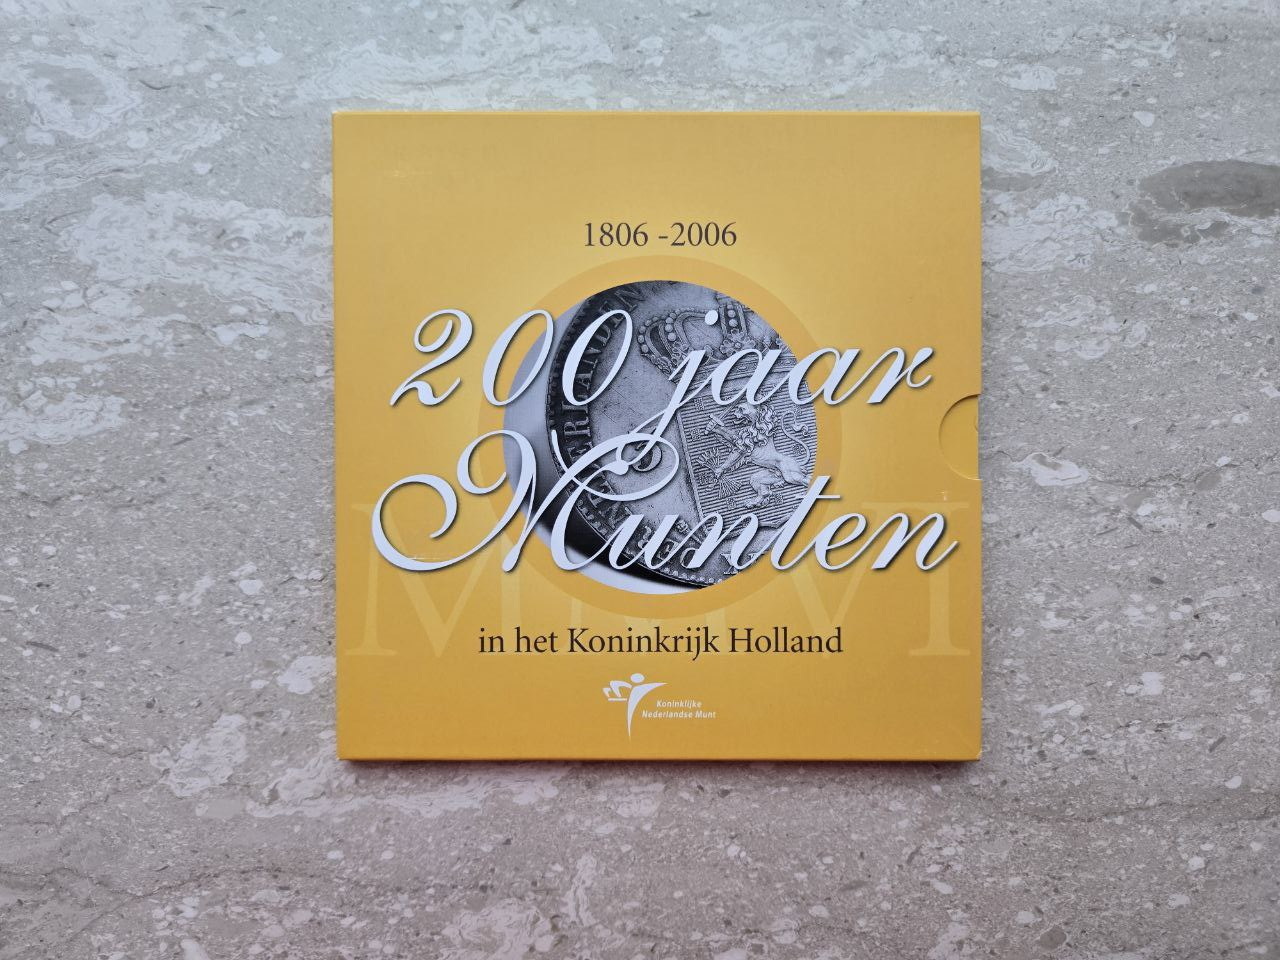 1806 -2006
200 jaar
Munten
in het Koninkrijk Holland
Koninklijke
Nederlandse Munt